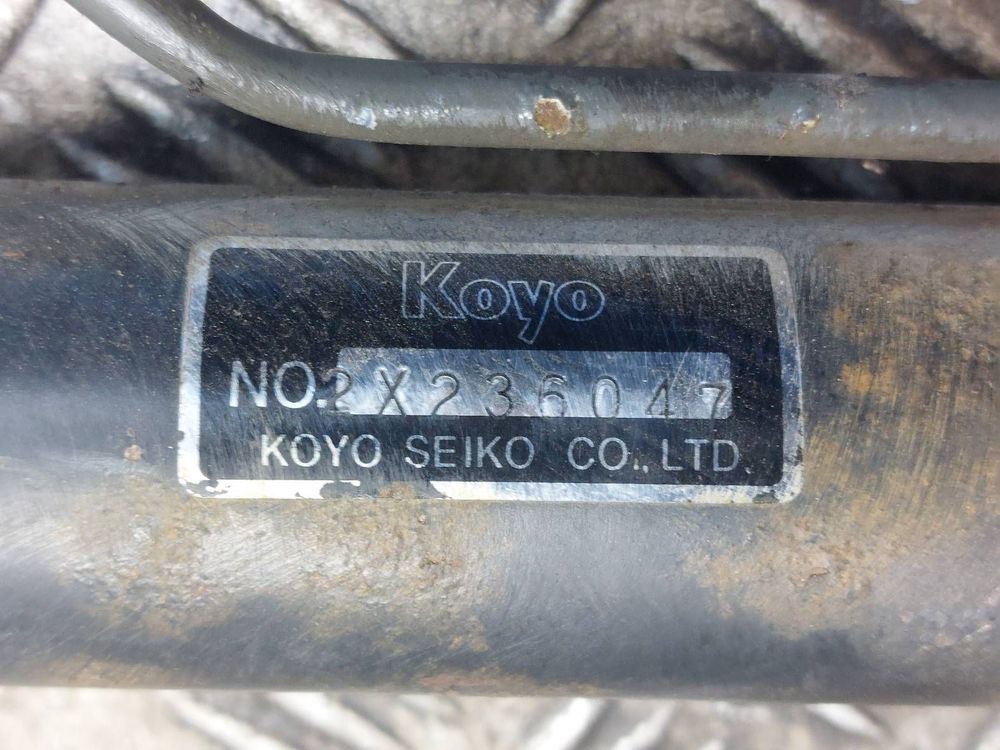 Koyo
NO.2X236047
KOYO SEIKO CO., LTD.